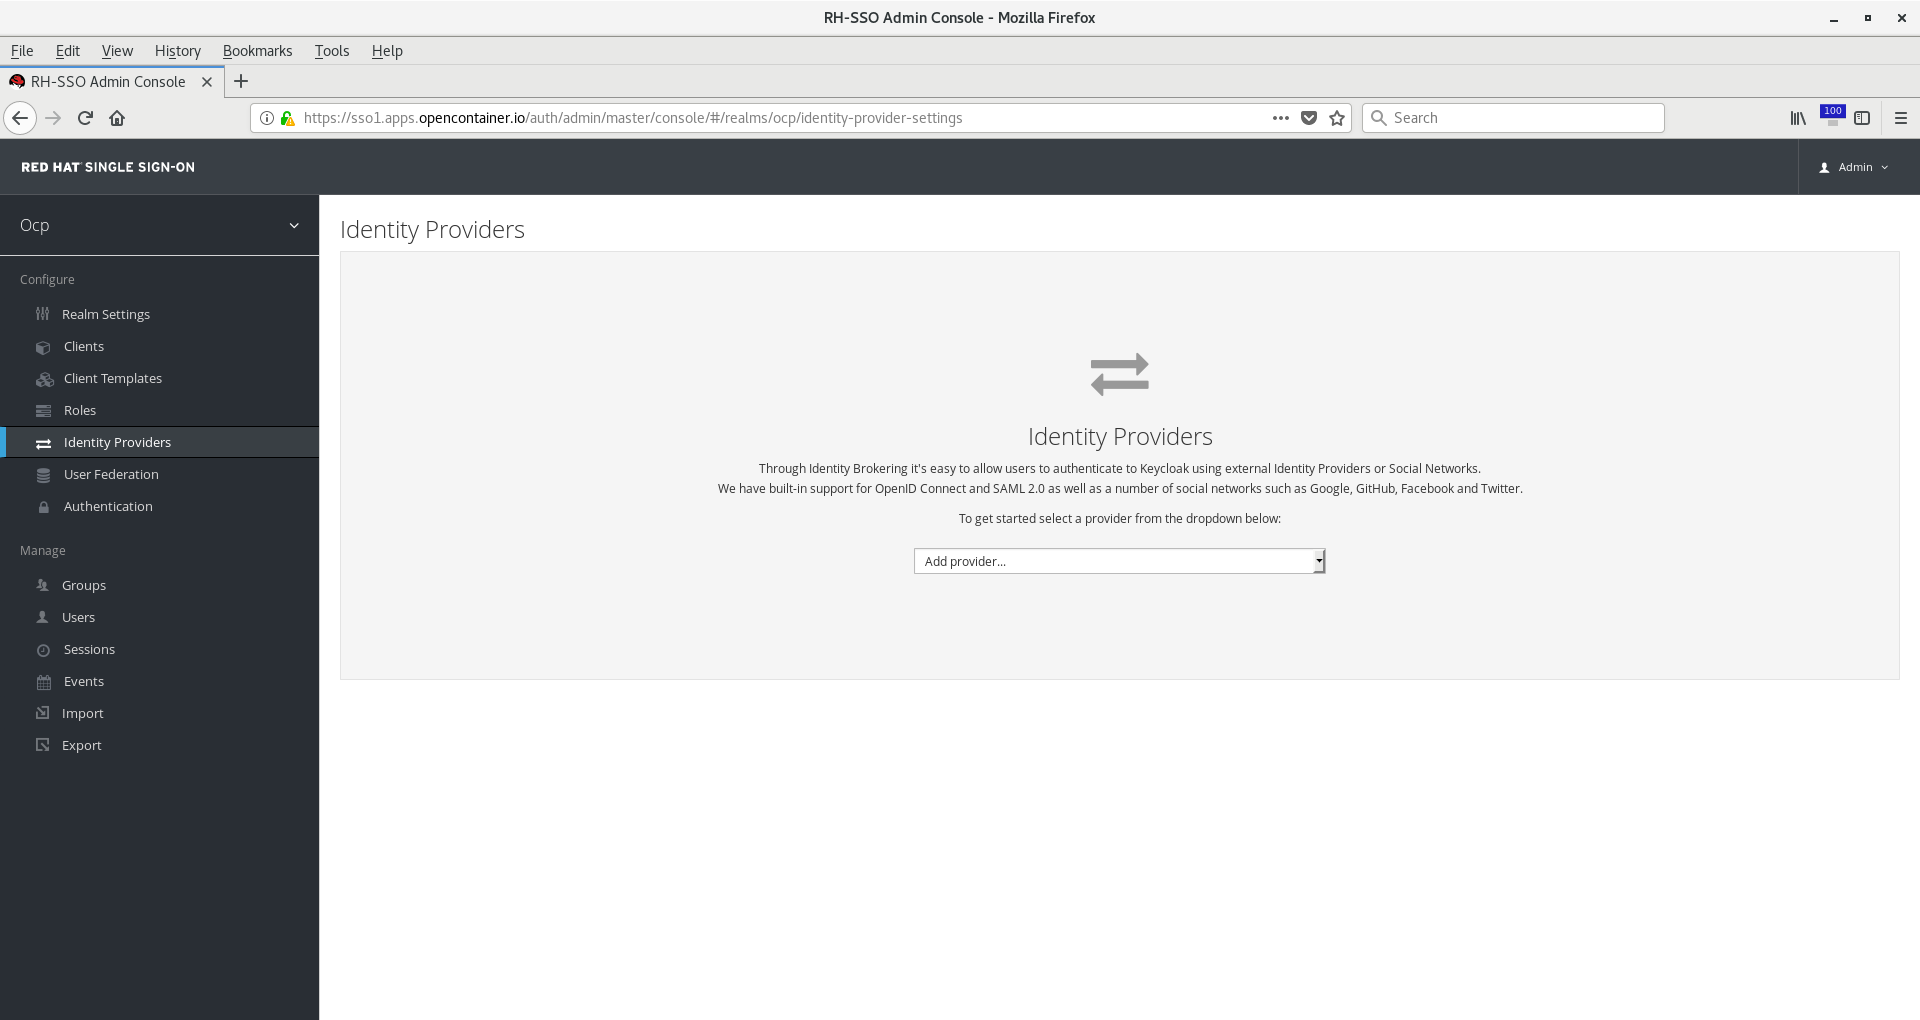 RH-SSO Admin Console - Mozilla Firefox
File Edit View History Bookmarks Tools Help
RH-SSO Admin Console
https://sso1.apps.opencontainer.io/auth/admin/master/console/#/realms/ocp/identity-provider-settings
Search
100
RED HAT SINGLE SIGN-ON
Admin
Ocp
Configure
Realm Settings
Clients
Client Templates
Roles
Identity Providers
User Federation
Authentication
Manage
Groups
Users
Sessions
Events
Import
Export
Identity Providers
Identity Providers
Through Identity Brokering it's easy to allow users to authenticate to Keycloak using external Identity Providers or Social Networks.
We have built-in support for OpenID Connect and SAML 2.0 as well as a number of social networks such as Google, GitHub, Facebook and Twitter.
To get started select a provider from the dropdown below:
Add provider...